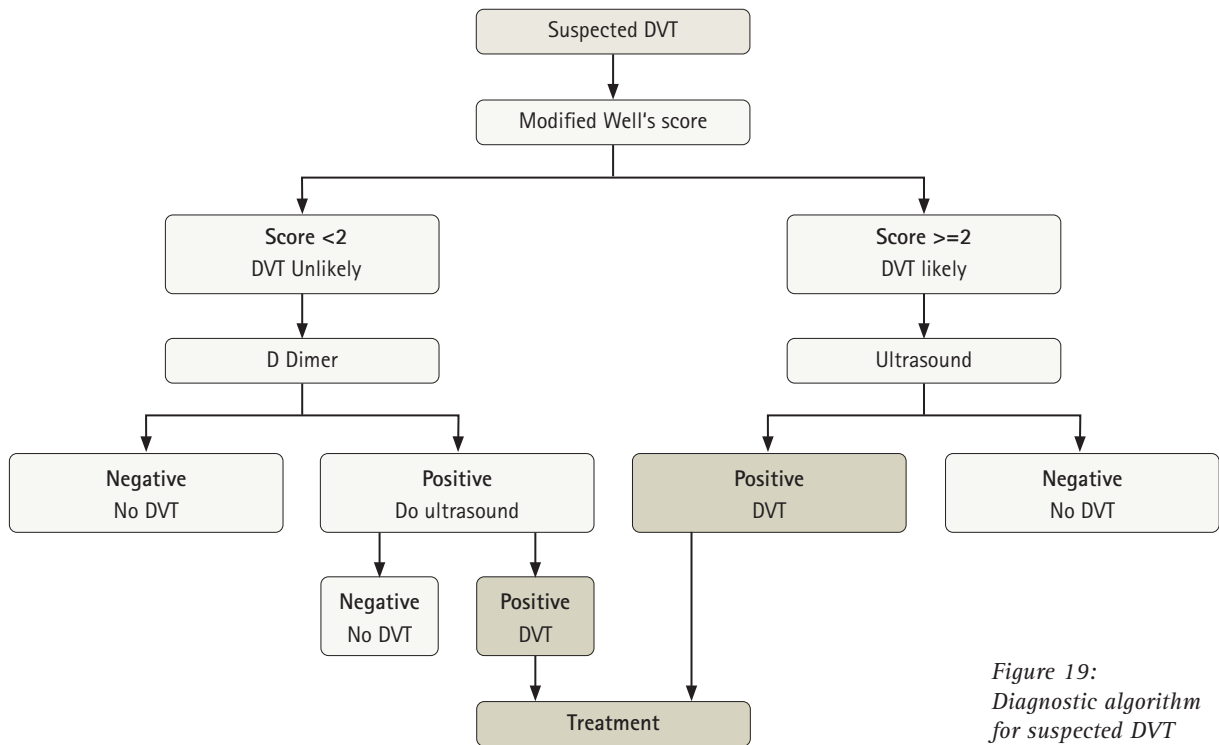 Suspected DVT
Modified Well's score
Score <2
DVT Unlikely
Score >=2
DVT likely
D Dimer
Ultrasound
Negative
No DVT
Positive
Do ultrasound
Positive
DVT
Negative
No DVT
Negative
No DVT
Positive
DVT
Treatment
Figure 19:
Diagnostic algorithm
for suspected DVT